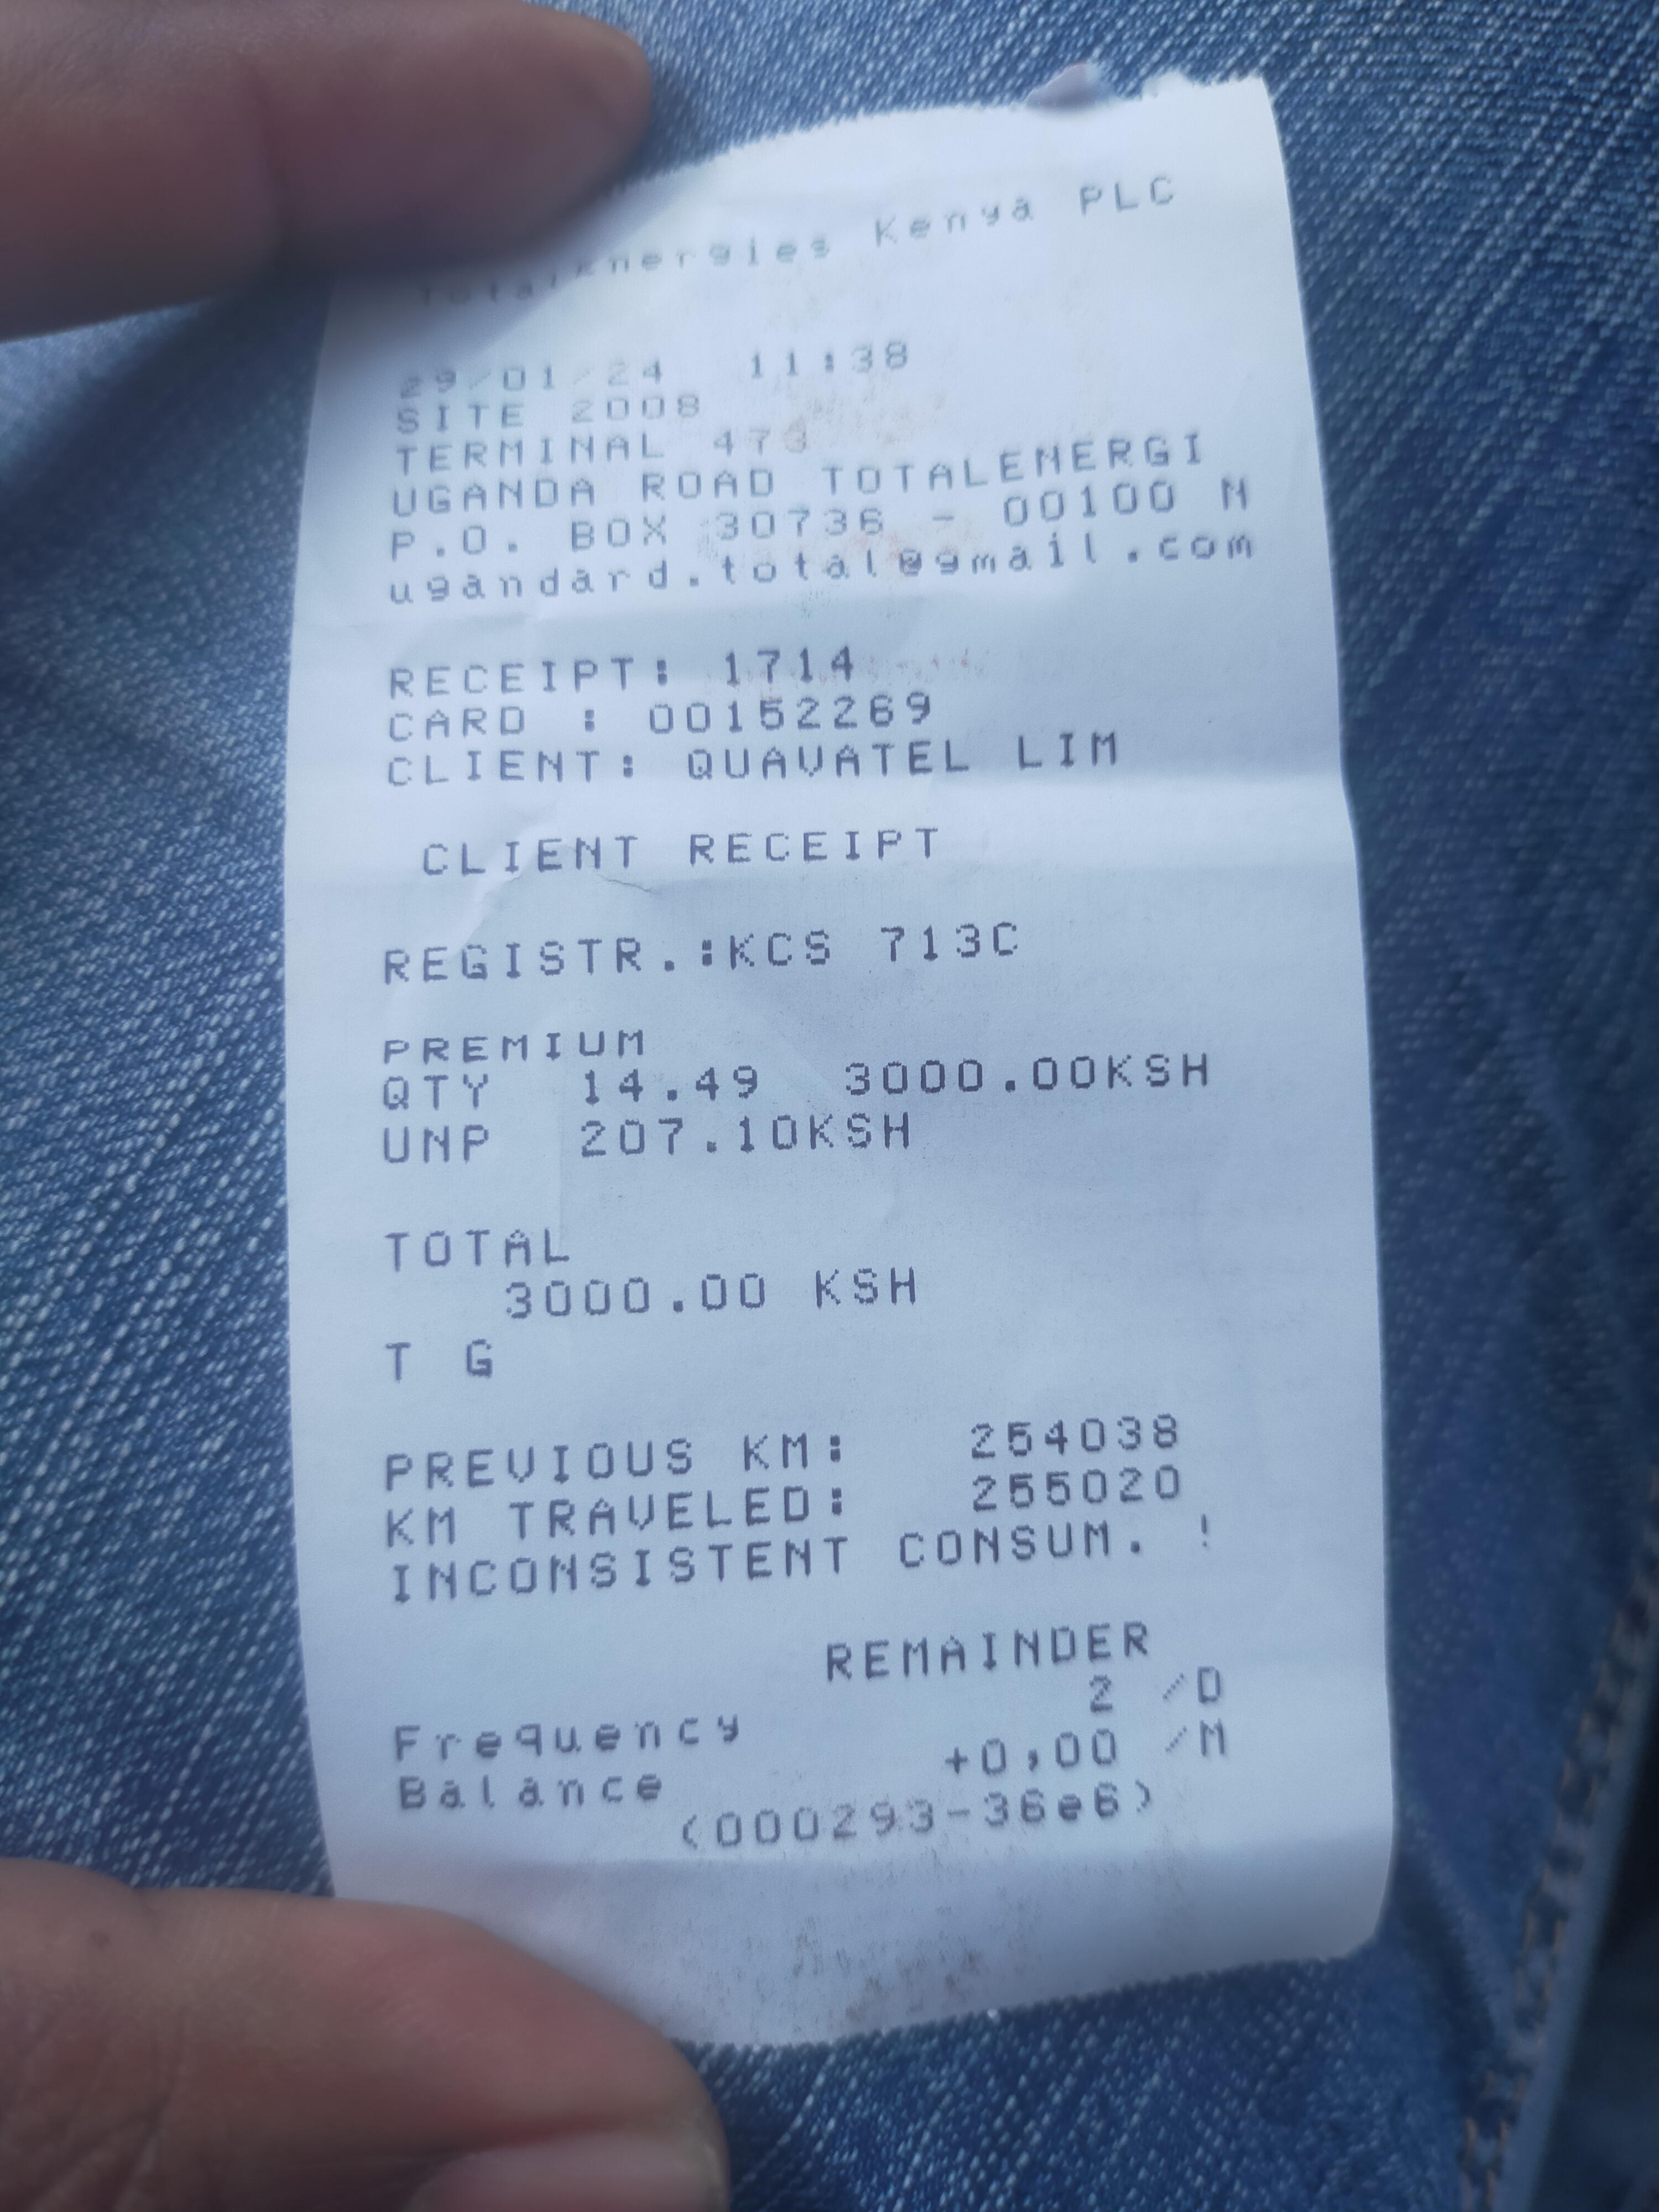 TotalEnergies Kenya PLC
29/01/24 11:38
SITE 2008
TERMINAL 473
UGANDA ROAD TOTALENERGI
P.O. BOX 30736 - 00100 N
ugandard.total@gmail.com
RECEIPT: 1714
CARD : 00152269
CLIENT: QUAVATEL LIM
CLIENT RECEIPT
REGISTR.:KCS 713C
PREMIUM
QTY 14.49 3000.00KSH
UNP 207.10KSH
TOTAL
3000.00 KSH
T G
PREVIOUS KM: 254038
KM TRAVELED: 255020
INCONSISTENT CONSUM. !
REMAINDER
Frequency 2 /D
Balance +0,00 /M
(000293-36e6)